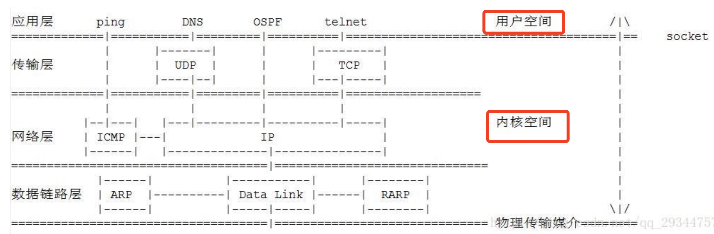 应用层 ping DNS OSPF telnet 用户空间
socket
传输层 UDP TCP
网络层 ICMP IP 内核空间
数据链路层 ARP Data Link RARP
物理传输媒介 qq_29344757